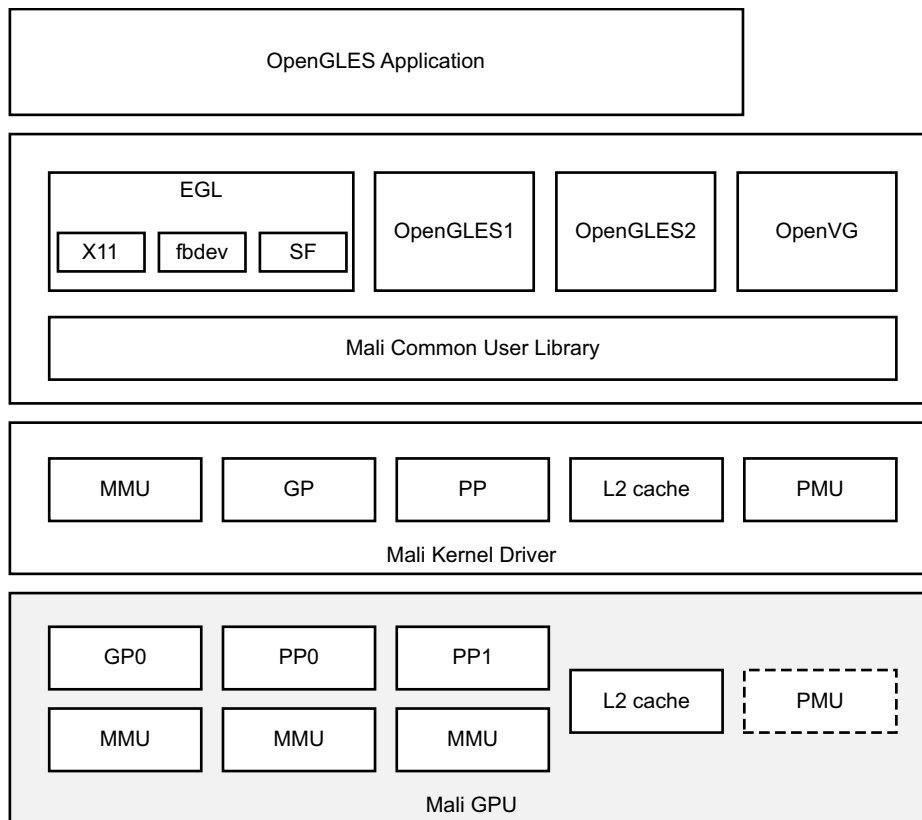 OpenGLES Application
EGL
X11 fbdev SF
OpenGLES1 OpenGLES2 OpenVG
Mali Common User Library
MMU GP PP L2 cache PMU
Mali Kernel Driver
GP0 PP0 PP1
L2 cache PMU
MMU MMU MMU
Mali GPU